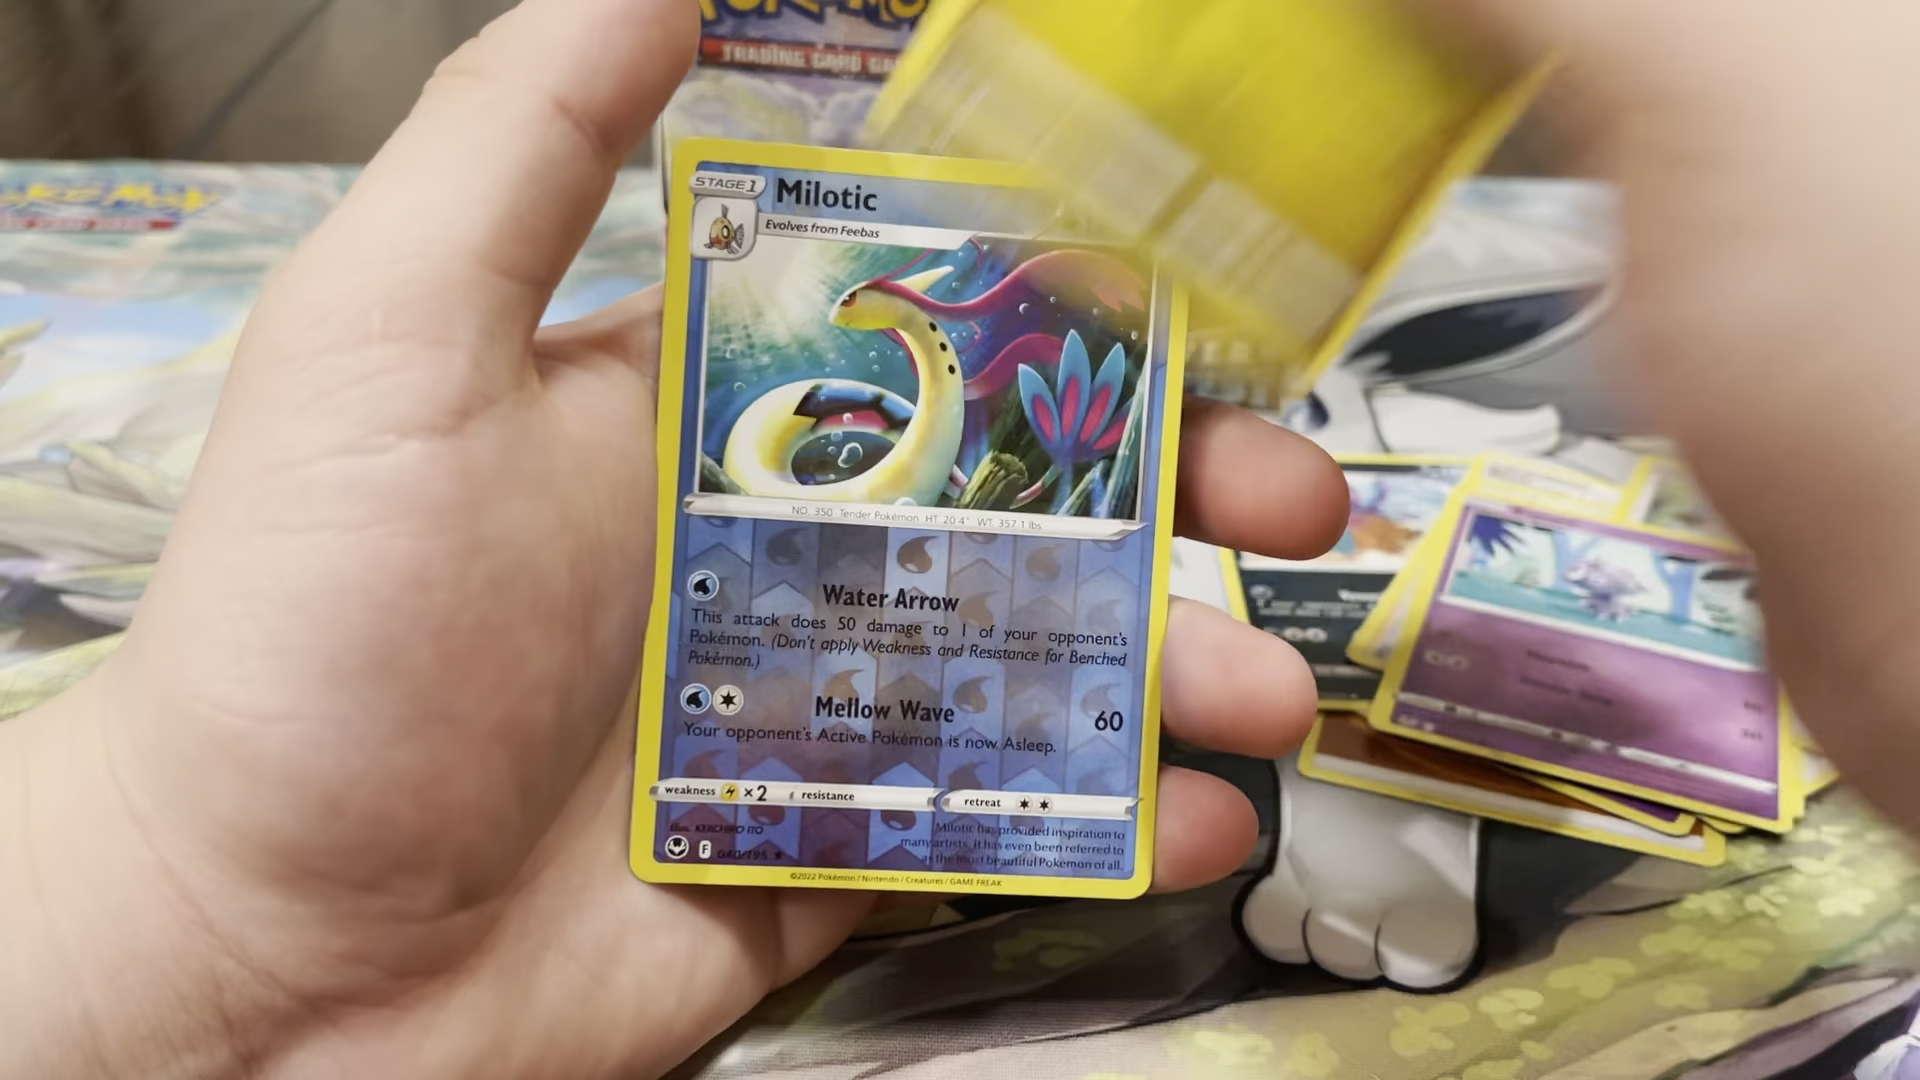 POKÉMON
TRADING CARD GA
STAGE 1
Milotic
Evolves from Feebas
NO. 350 Tender Pokémon HT. 20'4" WT. 357.1 lbs
Water Arrow
This attack does 50 damage to 1 of your opponent's
Pokémon. (Don't apply Weakness and Resistance for Benched
Pokémon.)
Mellow Wave 60
Your opponent's Active Pokémon is now Asleep.
weakness ×2 resistance retreat
Illus. KEIICHIRO ITO
F 040/195 ★
Milotic has provided inspiration to
many artists. It has even been referred to
as the most beautiful Pokémon of all.
©2022 Pokémon / Nintendo / Creatures / GAME FREAK